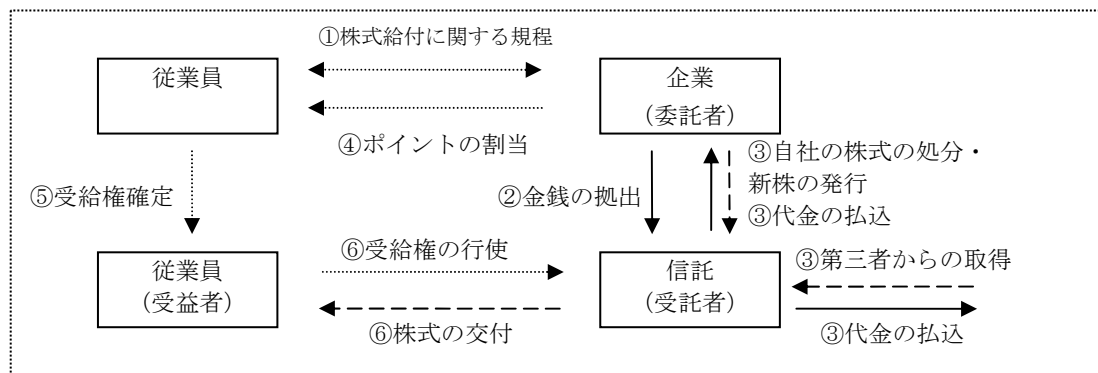 ①株式給付に関する規程
従業員
企業
（委託者）
④ポイントの割当
③自社の株式の処分・
新株の発行
③代金の払込
⑤受給権確定
②金銭の拠出
従業員
（受益者）
⑥受給権の行使
信託
（受託者）
③第三者からの取得
⑥株式の交付
③代金の払込